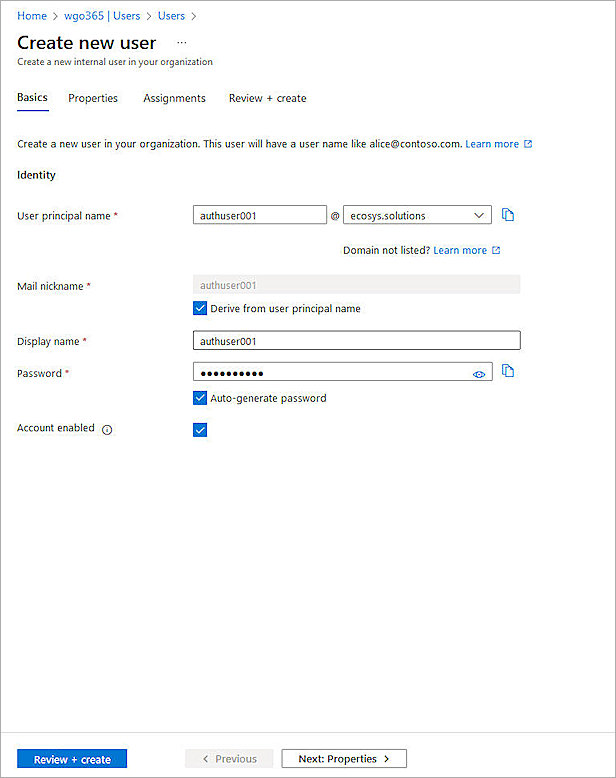 Home > wgo365 | Users > Users >
Create new user ...
Create a new internal user in your organization
Basics Properties Assignments Review + create
Create a new user in your organization. This user will have a user name like alice@contoso.com. Learn more
Identity
User principal name * authuser001 @ ecosys.solutions
Domain not listed? Learn more
Mail nickname * authuser001
Derive from user principal name
Display name * authuser001
Password * ●●●●●●●●●●
Auto-generate password
Account enabled
Review + create < Previous Next: Properties >